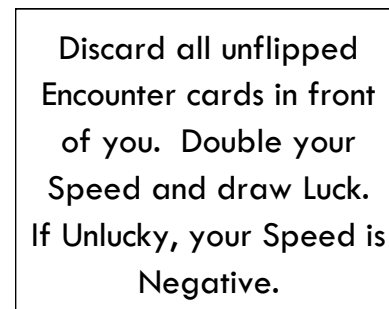 Discard all unflipped
Encounter cards in front
of you.  Double your
Speed and draw Luck.
If Unlucky, your Speed is
Negative.